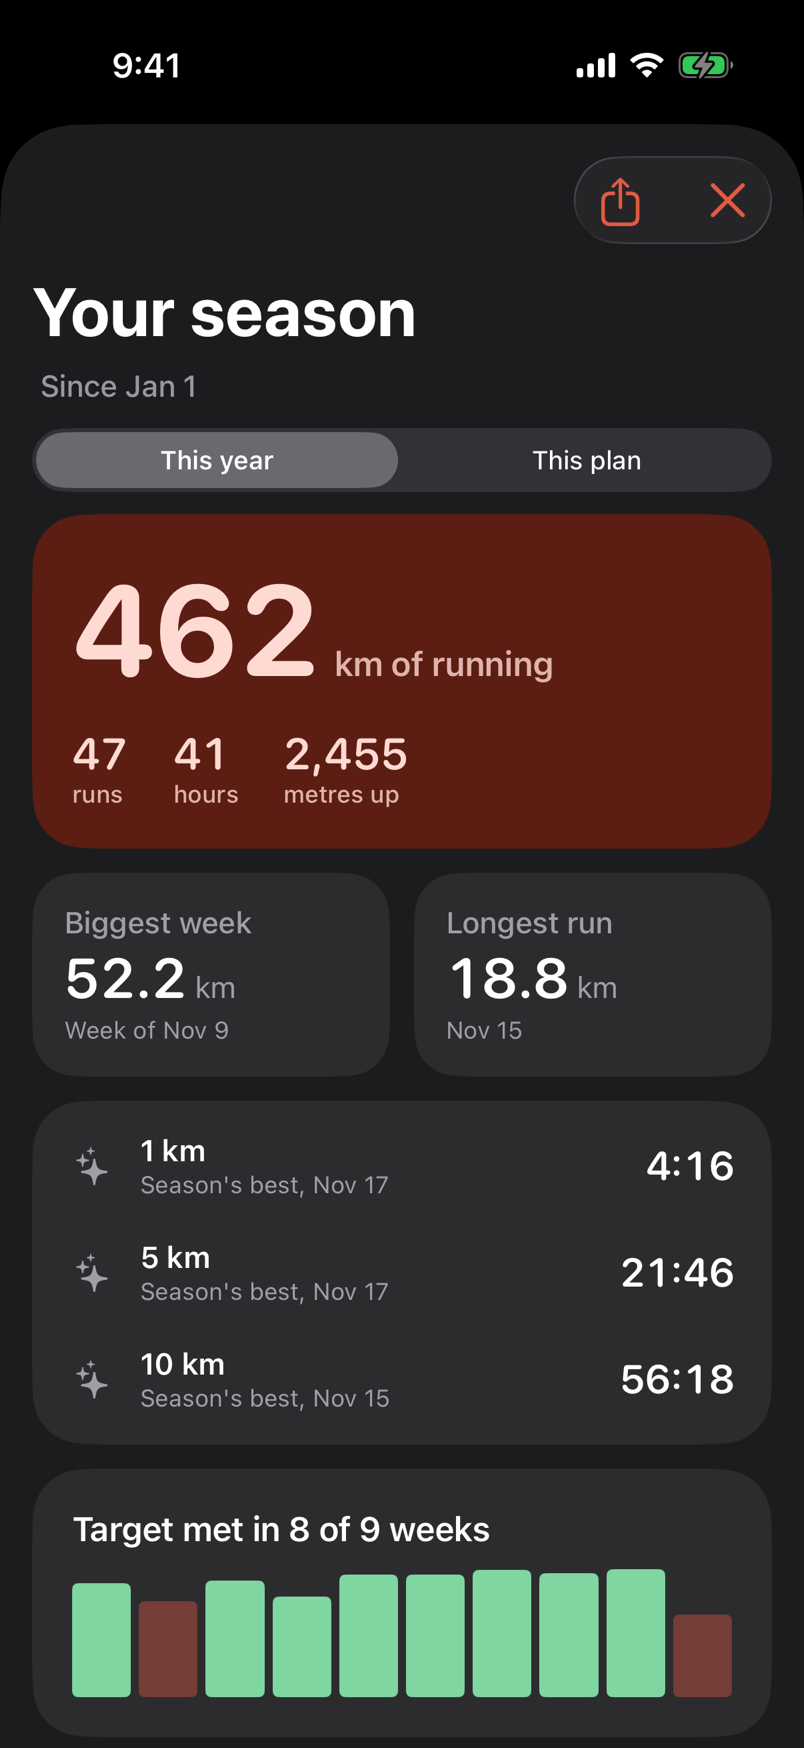 9:41
Your season
Since Jan 1
This year
This plan
462 km of running
47 41 2,455
runs hours metres up
Biggest week
52.2 km
Week of Nov 9
Longest run
18.8 km
Nov 15
1 km
Season's best, Nov 17
4:16
5 km
Season's best, Nov 17
21:46
10 km
Season's best, Nov 15
56:18
Target met in 8 of 9 weeks